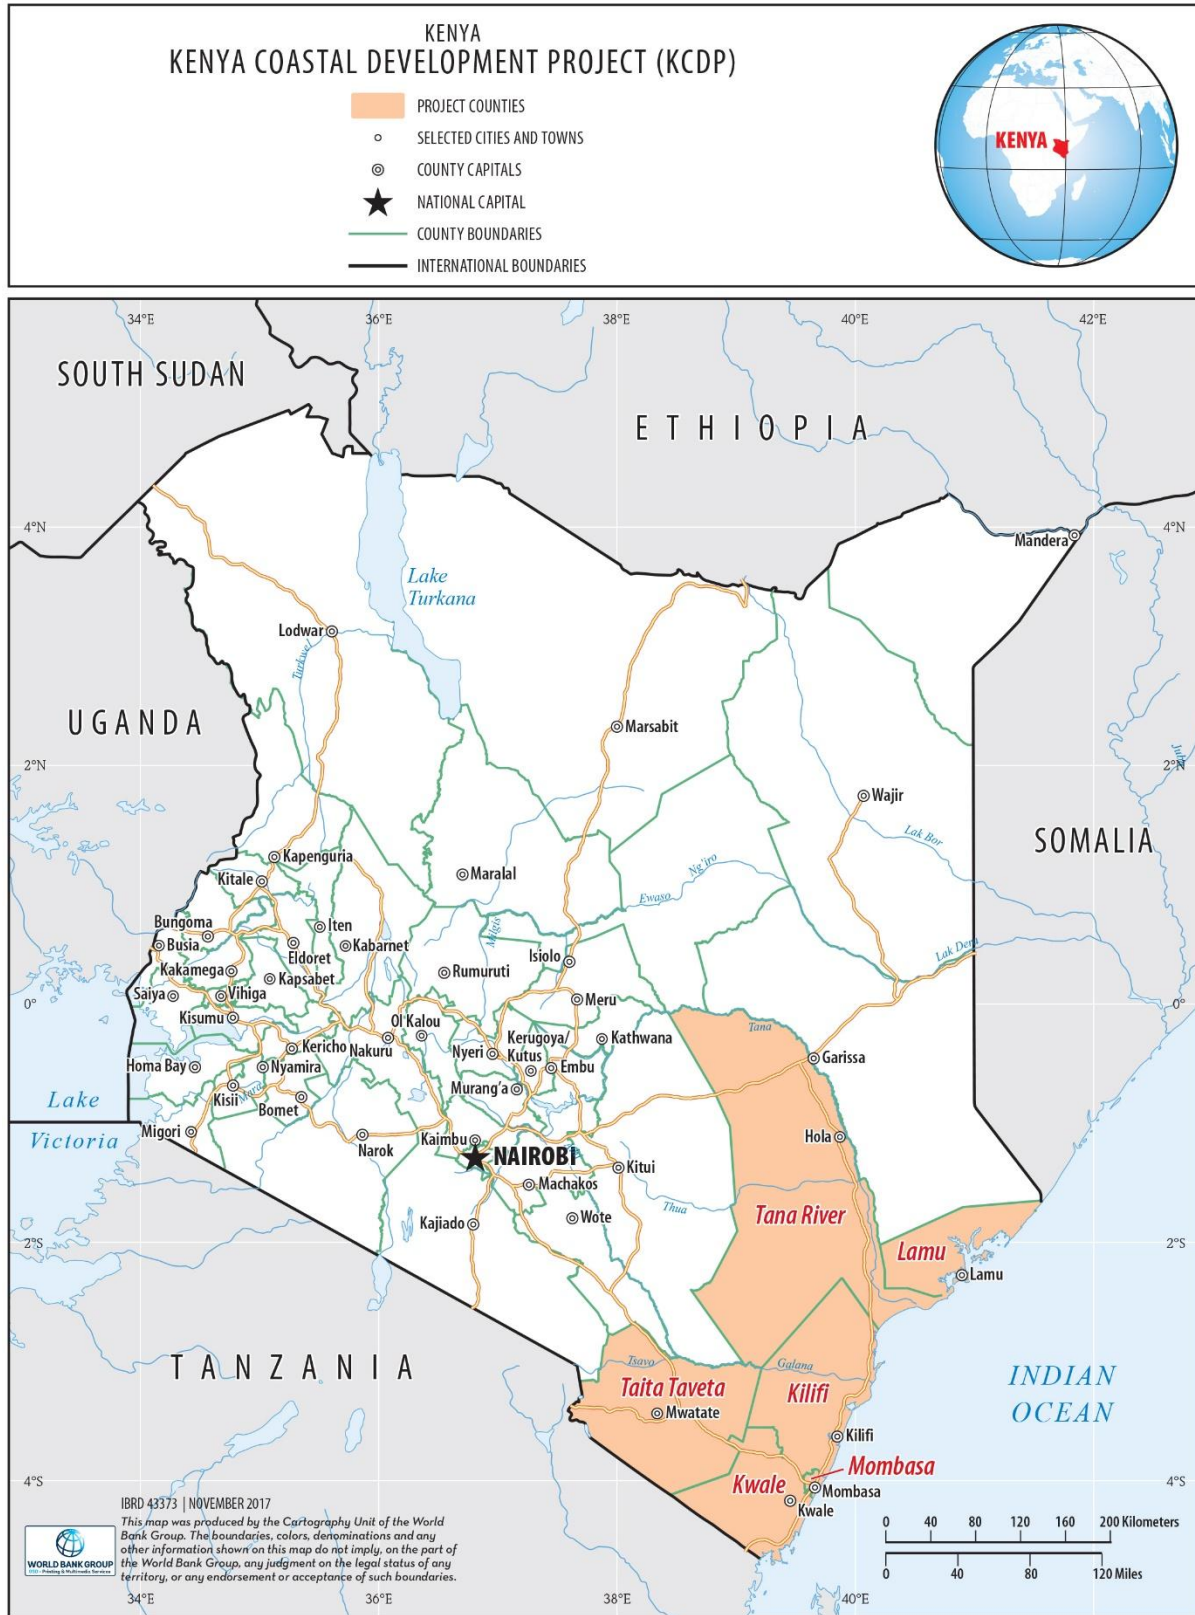 KENYA
KENYA COASTAL DEVELOPMENT PROJECT (KCDP)
PROJECT COUNTIES
SELECTED CITIES AND TOWNS
COUNTY CAPITALS
NATIONAL CAPITAL
COUNTY BOUNDARIES
INTERNATIONAL BOUNDARIES
KENYA
34°E
36°E
38°E
40°E
42°E
SOUTH SUDAN
ETHIOPIA
4°N
4°N
Mandera
Lake
Turkana
Lodwar
Turkwel
UGANDA
Marsabit
2°N
2°N
Wajir
Lak Bor
SOMALIA
Kapenguria
Kitale
Maralal
Ewaso
Ng'iro
Milgis
Bungoma
Iten
Busia
Eldoret
Kabarnet
Isiolo
Lak Dera
Kakamega
Kapsabet
Rumuruti
Saiya
Vihiga
Meru
0°
0°
Kisumu
Ol Kalou
Tana
Kericho
Nakuru
Nyeri
Kerugoya/
Kutus
Kathwana
Garissa
Homa Bay
Nyamira
Embu
Kisii
Mara
Bomet
Murang'a
Lake
Victoria
Migori
Narok
Kaimbu
NAIROBI
Hola
Kitui
Machakos
Thua
Kajiado
Wote
Tana River
2°S
2°S
Lamu
Lamu
TANZANIA
Tsavo
Galana
Taita Taveta
Mwatate
Kilifi
Kilifi
INDIAN
OCEAN
Mombasa
Mombasa
Kwale
Kwale
4°S
4°S
IBRD 43373 | NOVEMBER 2017
This map was produced by the Cartography Unit of the World
Bank Group. The boundaries, colors, denominations and any
other information shown on this map do not imply, on the part of
the World Bank Group, any judgment on the legal status of any
territory, or any endorsement or acceptance of such boundaries.
WORLD BANK GROUP
Printing & Multimedia Services
0 40 80 120 160 200 Kilometers
0 40 80 120 Miles
36°E
38°E
40°E